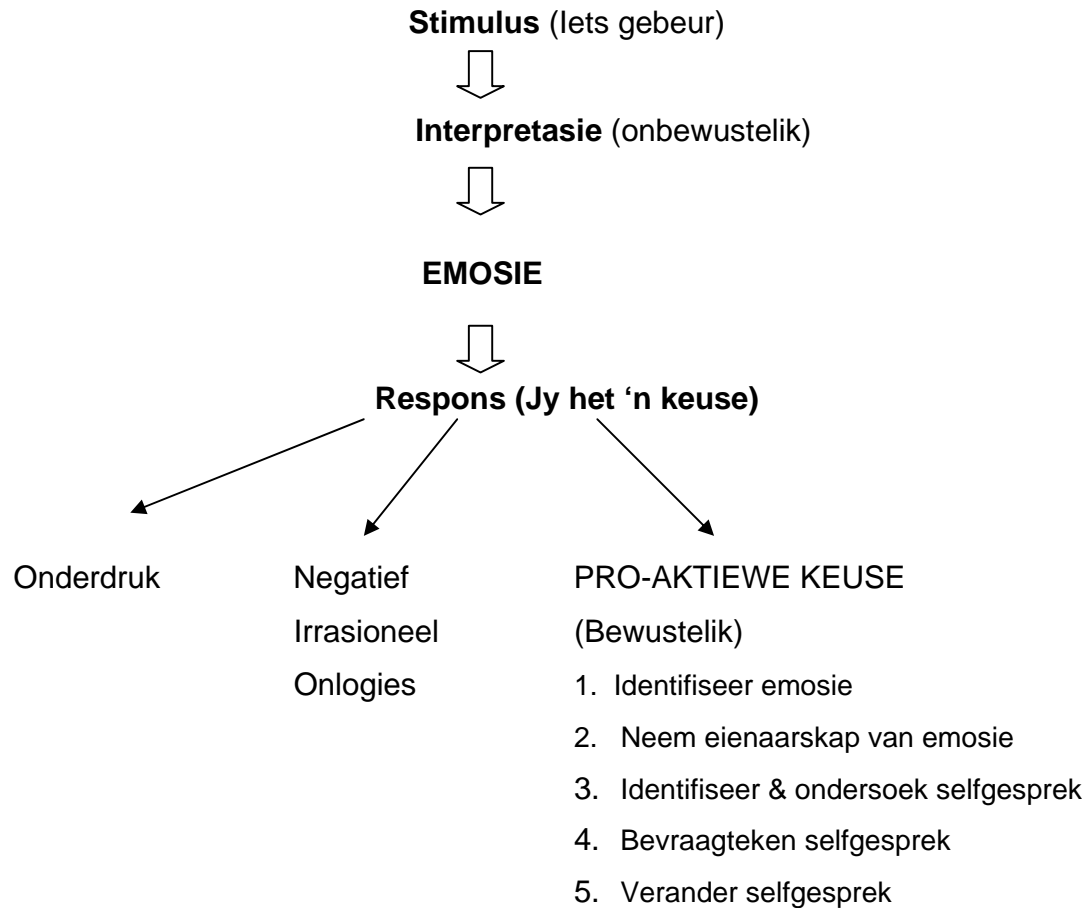 Stimulus (Iets gebeur)
Interpretasie (onbewustelik)
EMOSIE
Respons (Jy het ‘n keuse)
Onderdruk
Negatief
Irrasioneel
Onlogies
PRO-AKTIEWE KEUSE
(Bewustelik)
1. Identifiseer emosie
2. Neem eienaarskap van emosie
3. Identifiseer & ondersoek selfgesprek
4. Bevraagteken selfgesprek
5. Verander selfgesprek